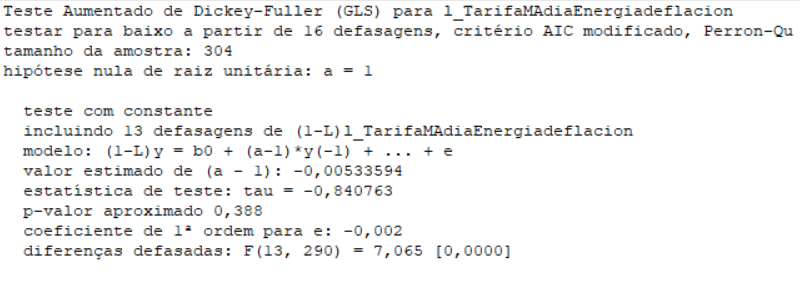 Teste Aumentado de Dickey-Fuller (GLS) para l_TarifaMAdiaEnergiadeflacion
testar para baixo a partir de 16 defasagens, critério AIC modificado, Perron-Qu
tamanho da amostra: 304
hipótese nula de raiz unitária: a = 1
teste com constante
incluindo 13 defasagens de (1-L)l_TarifaMAdiaEnergiadeflacion
modelo: (1-L)y = b0 + (a-1)*y(-1) + ... + e
valor estimado de (a - 1): -0,00533594
estatística de teste: tau = -0,840763
p-valor aproximado 0,388
coeficiente de 1ª ordem para e: -0,002
diferenças defasadas: F(13, 290) = 7,065 [0,0000]